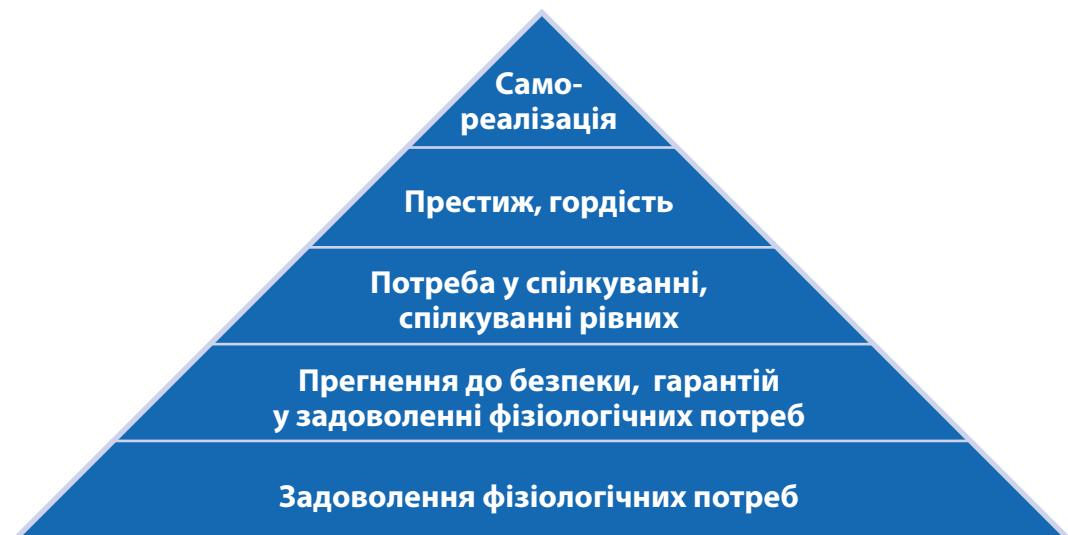 Само-
реалізація
Престиж, гордість
Потреба у спілкуванні,
спілкуванні рівних
Прегнення до безпеки,  гарантій
у задоволенні фізіологічних потреб
Задоволення фізіологічних потреб